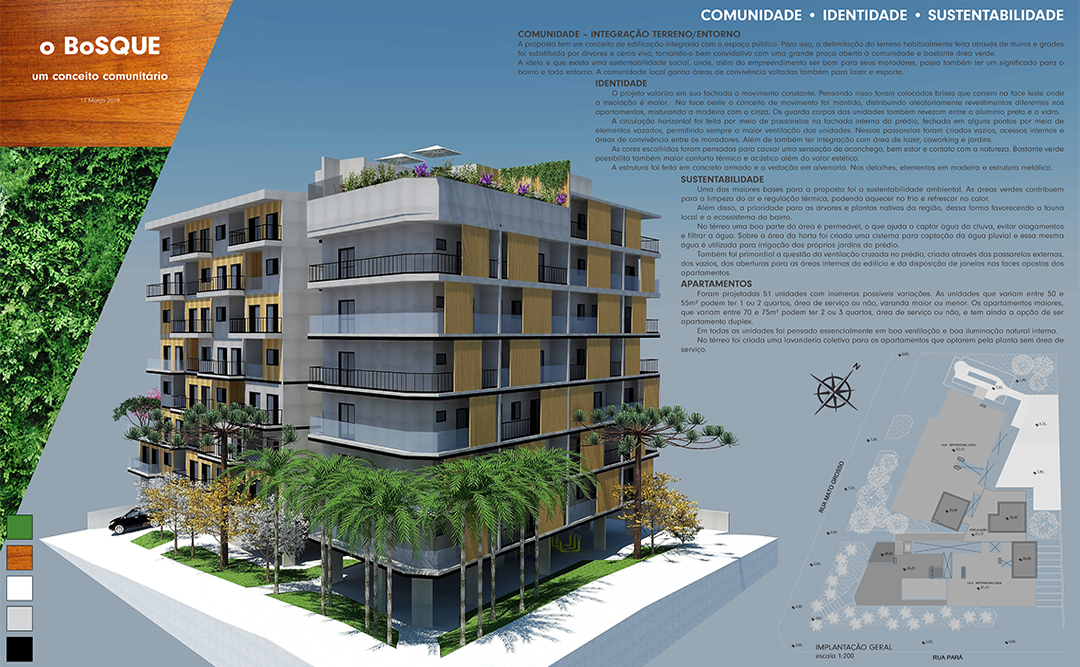 o BoSQUE
um conceito comunitário
12 Março 2019
COMUNIDADE • IDENTIDADE • SUSTENTABILIDADE
COMUNIDADE – INTEGRAÇÃO TERRENO/ENTORNO
A proposta tem um conceito de edificação integrada com o espaço público. Para isso, a delimitação do terreno habitualmente feita através de muros e grades
foi substituída por árvores e cerca viva, tornando-o bem convidativo com uma grande praça aberta à comunidade e bastante área verde.
A ideia é que exista uma sustentabilidade social, onde, além do empreendimento ser bom para seus moradores, possa também ter um significado para o
bairro e todo entorno. A comunidade local ganha áreas de convivência voltadas também para lazer e esporte.
IDENTIDADE
O projeto valoriza em sua fachada o movimento constante. Pensando nisso foram colocados brises que correm na face leste onde
a insolação é maior. No face oeste o conceito de movimento foi mantido, distribuindo aleatoriamente revestimentos diferentes nos
apartamentos, misturando a madeira com o cinza. Os guarda corpos das unidades também revezam entre o alumínio preto e o vidro.
A circulação horizontal foi feita por meio de passarelas na fachada interna do prédio, fechada em alguns pontos por meio de
elementos vazados, permitindo sempre a maior ventilação das unidades. Nessas passarelas foram criados vazios, acessos internos e
áreas de convivência entre os moradores. Além de também ter integração com área de lazer, coworking e jardins.
As cores escolhidas foram pensadas para causar uma sensação de aconchego, bem estar e contato com a natureza. Bastante verde
possibilita também maior conforto térmico e acústico além do valor estético.
A estrutura foi feita em concreto armado e a vedação em alvenaria. Nos detalhes, elementos em madeira e estrutura metálica.
SUSTENTABILIDADE
Uma das maiores bases para a proposta foi a sustentabilidade ambiental. As áreas verdes contribuem
para a limpeza do ar e regulação térmica, podendo aquecer no frio e refrescar no calor.
Além disso, a prioridade para as árvores e plantas nativas da região, dessa forma favorecendo a fauna
local e o ecossistema do bairro.
No térreo uma boa parte da área é permeável, o que ajuda a captar água da chuva, evitar alagamentos
e filtrar a água. Sobre a área da horta foi criada uma cisterna para captação da água pluvial e essa mesma
água é utilizada para irrigação dos próprios jardins do prédio.
Também foi primordial a questão da ventilação cruzada no prédio, criada através das passarelas externas,
dos vazios, das aberturas para as áreas internas do edifício e da disposição de janelas nas faces opostas dos
apartamentos.
APARTAMENTOS
Foram projetadas 51 unidades com inúmeras possíveis variações. As unidades que variam entre 50 e
55m² podem ter 1 ou 2 quartos, área de serviço ou não, varanda maior ou menor. Os apartamentos maiores,
que variam entre 70 e 75m² podem ter 2 ou 3 quartos, área de serviço ou não, e tem ainda a opção de ser
apartamento duplex.
Em todas as unidades foi pensado essencialmente em boa ventilação e boa iluminação natural interna.
No térreo foi criada uma lavanderia coletiva para os apartamentos que optarem pela planta sem área de
serviço.
N
RUA MATO GROSSO
IMPLANTAÇÃO GERAL
escala 1:200
RUA PARÁ